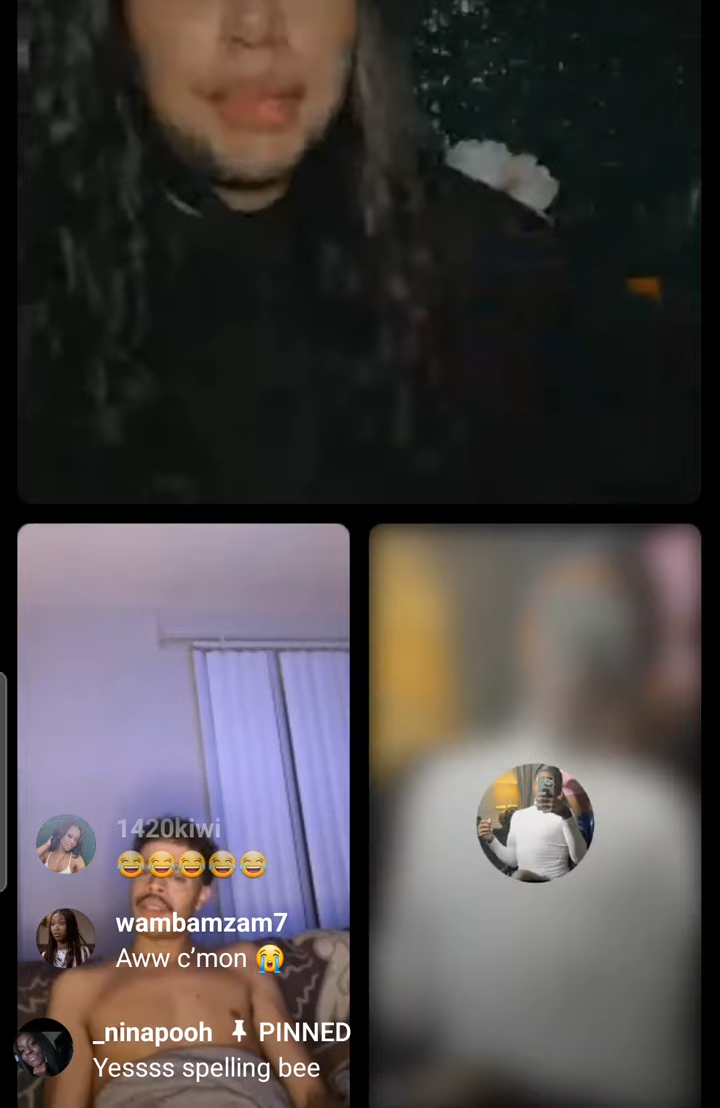 1420kiwi
😂😂😂😂😂
wambamzam7
Aww c’mon 😭
_ninapooh 📌 PINNED
Yessss spelling bee